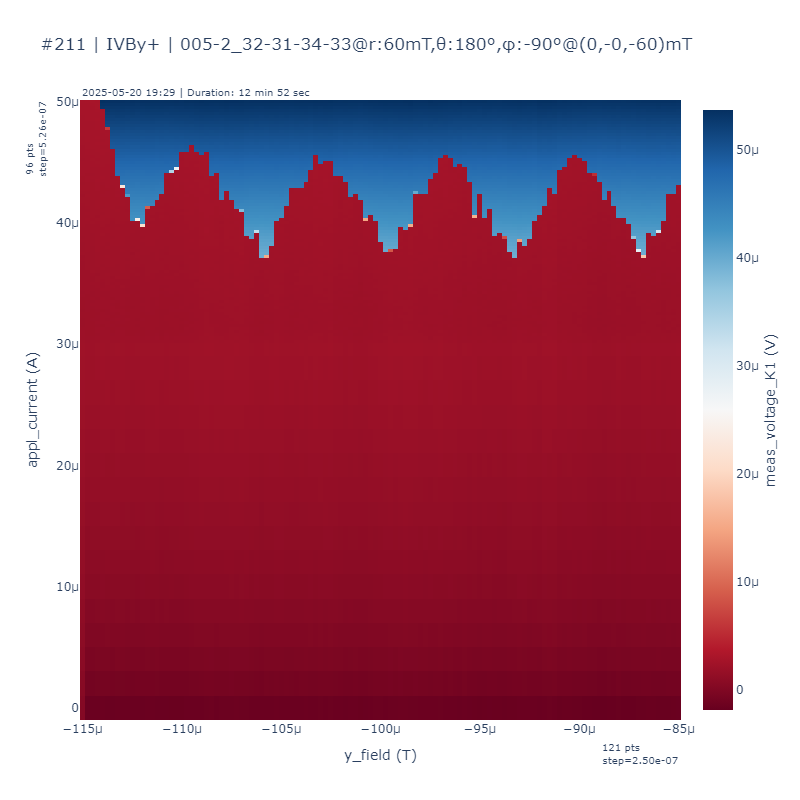 #211 | IVBy+ | 005-2_32-31-34-33@r:60mT,θ:180°,φ:-90°@(0,-0,-60)mT
2025-05-20 19:29 | Duration: 12 min 52 sec
96 pts
step=5.26e-07
50μ
40μ
30μ
20μ
10μ
0
appl_current (A)
−115μ
−110μ
−105μ
−100μ
−95μ
−90μ
−85μ
y_field (T)
121 pts
step=2.50e-07
50μ
40μ
30μ
20μ
10μ
0
meas_voltage_K1 (V)